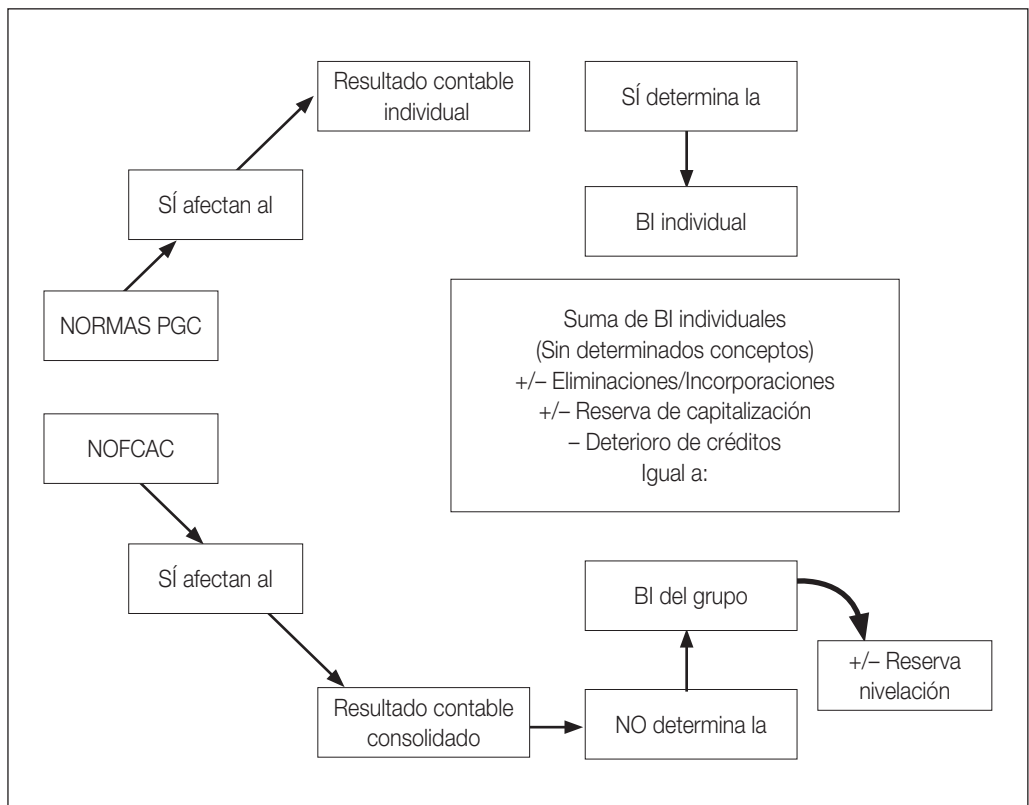 Resultado contable
individual
SÍ determina la
SÍ afectan al
BI individual
NORMAS PGC
Suma de BI individuales
(Sin determinados conceptos)
+/– Eliminaciones/Incorporaciones
+/– Reserva de capitalización
– Deterioro de créditos
Igual a:
NOFCAC
SÍ afectan al
BI del grupo
+/– Reserva
nivelación
Resultado contable
consolidado
NO determina la